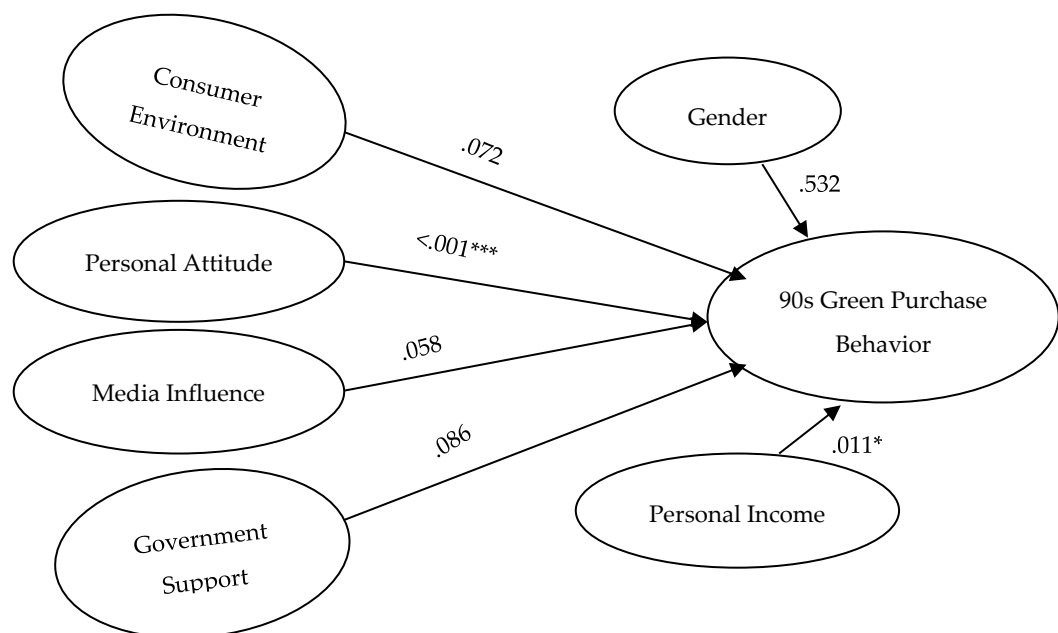 Consumer
Environment
Gender
.072
.532
<.001***
Personal Attitude
90s Green Purchase
Behavior
.058
Media Influence
.086
.011*
Personal Income
Government
Support